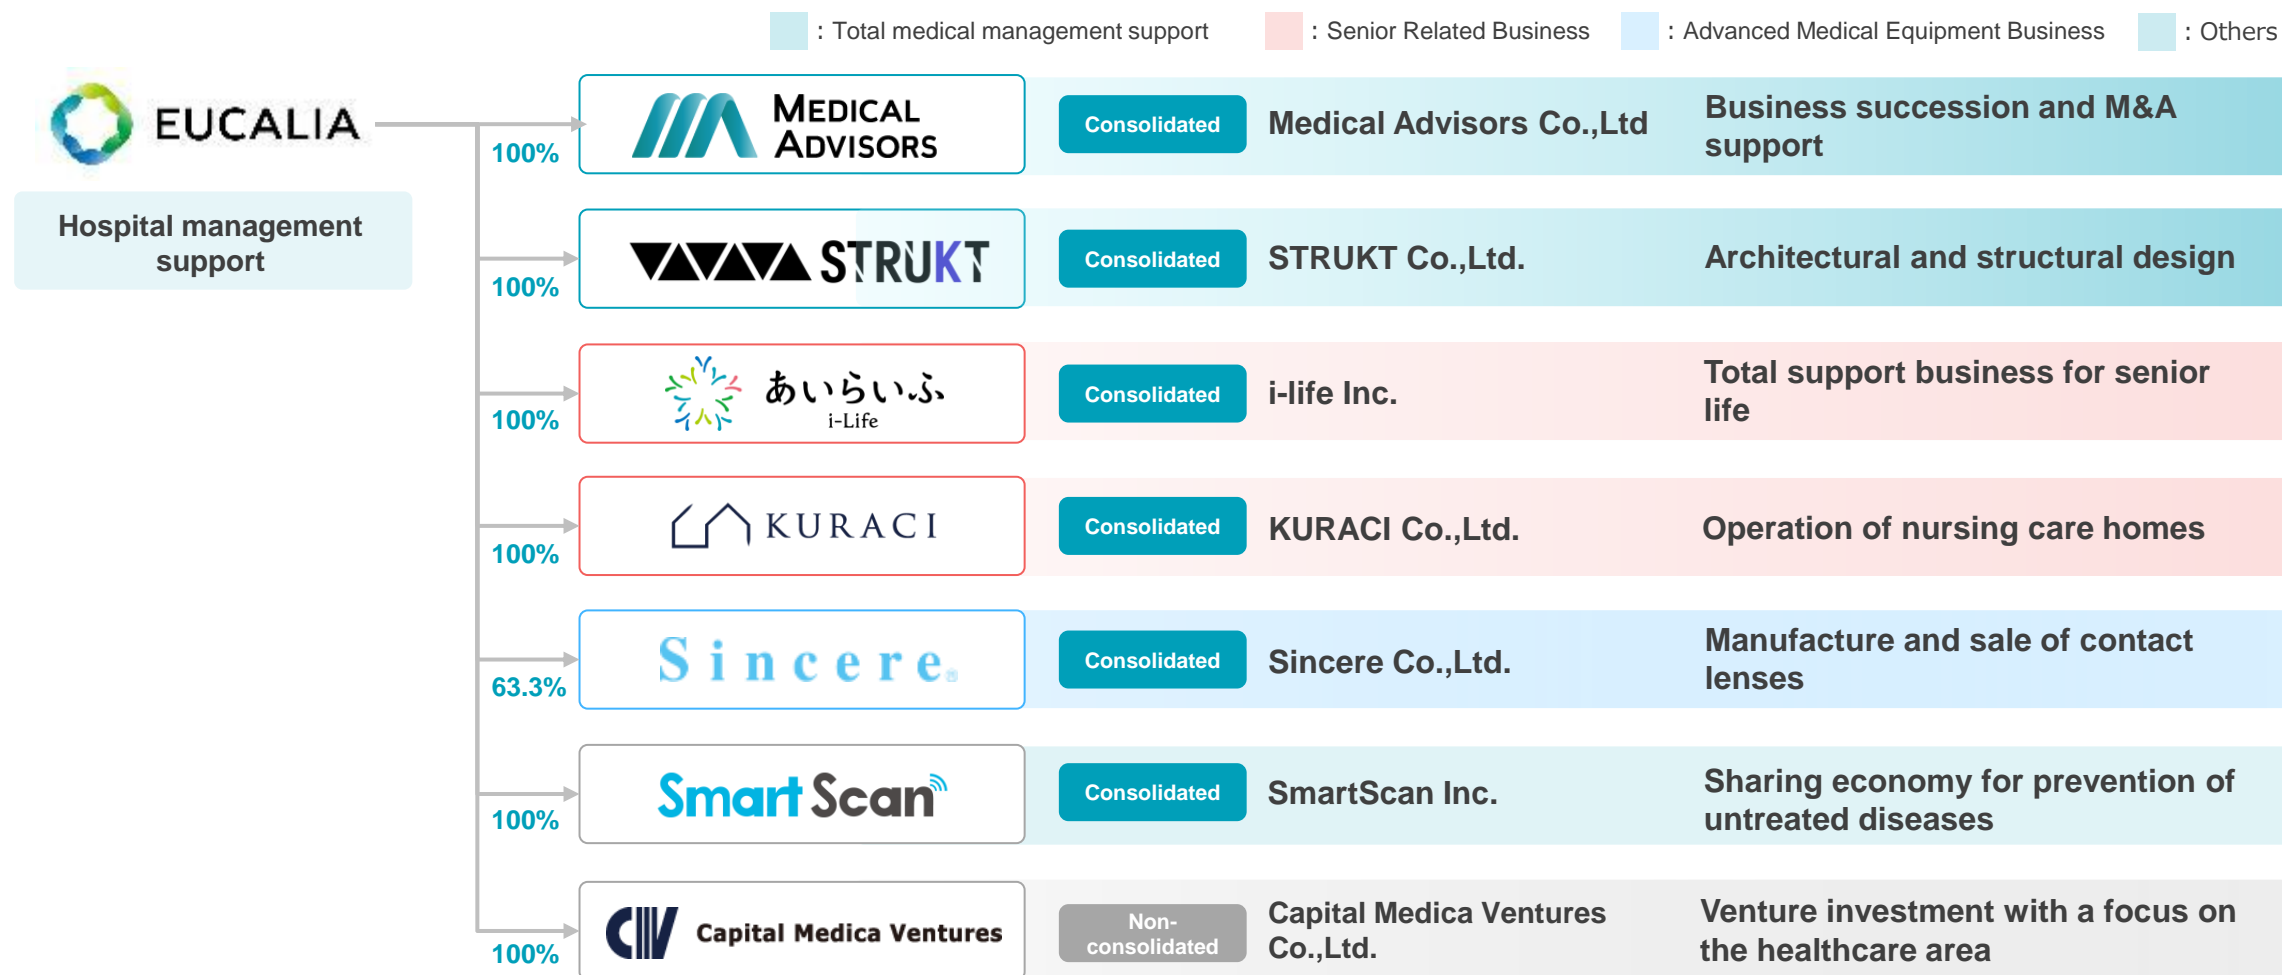 : Total medical management support
: Senior Related Business
: Advanced Medical Equipment Business
: Others
EUCALIA
Hospital management
support
100%
MEDICAL
ADVISORS
Consolidated
Medical Advisors Co.,Ltd
Business succession and M&A
support
100%
STRUKT
Consolidated
STRUKT Co.,Ltd.
Architectural and structural design
100%
あいらいふ
i-Life
Consolidated
i-life Inc.
Total support business for senior
life
100%
KURACI
Consolidated
KURACI Co.,Ltd.
Operation of nursing care homes
63.3%
Sincere®
Consolidated
Sincere Co.,Ltd.
Manufacture and sale of contact
lenses
100%
Smart Scan
Consolidated
SmartScan Inc.
Sharing economy for prevention of
untreated diseases
100%
Capital Medica Ventures
Non-
consolidated
Capital Medica Ventures
Co.,Ltd.
Venture investment with a focus on
the healthcare area